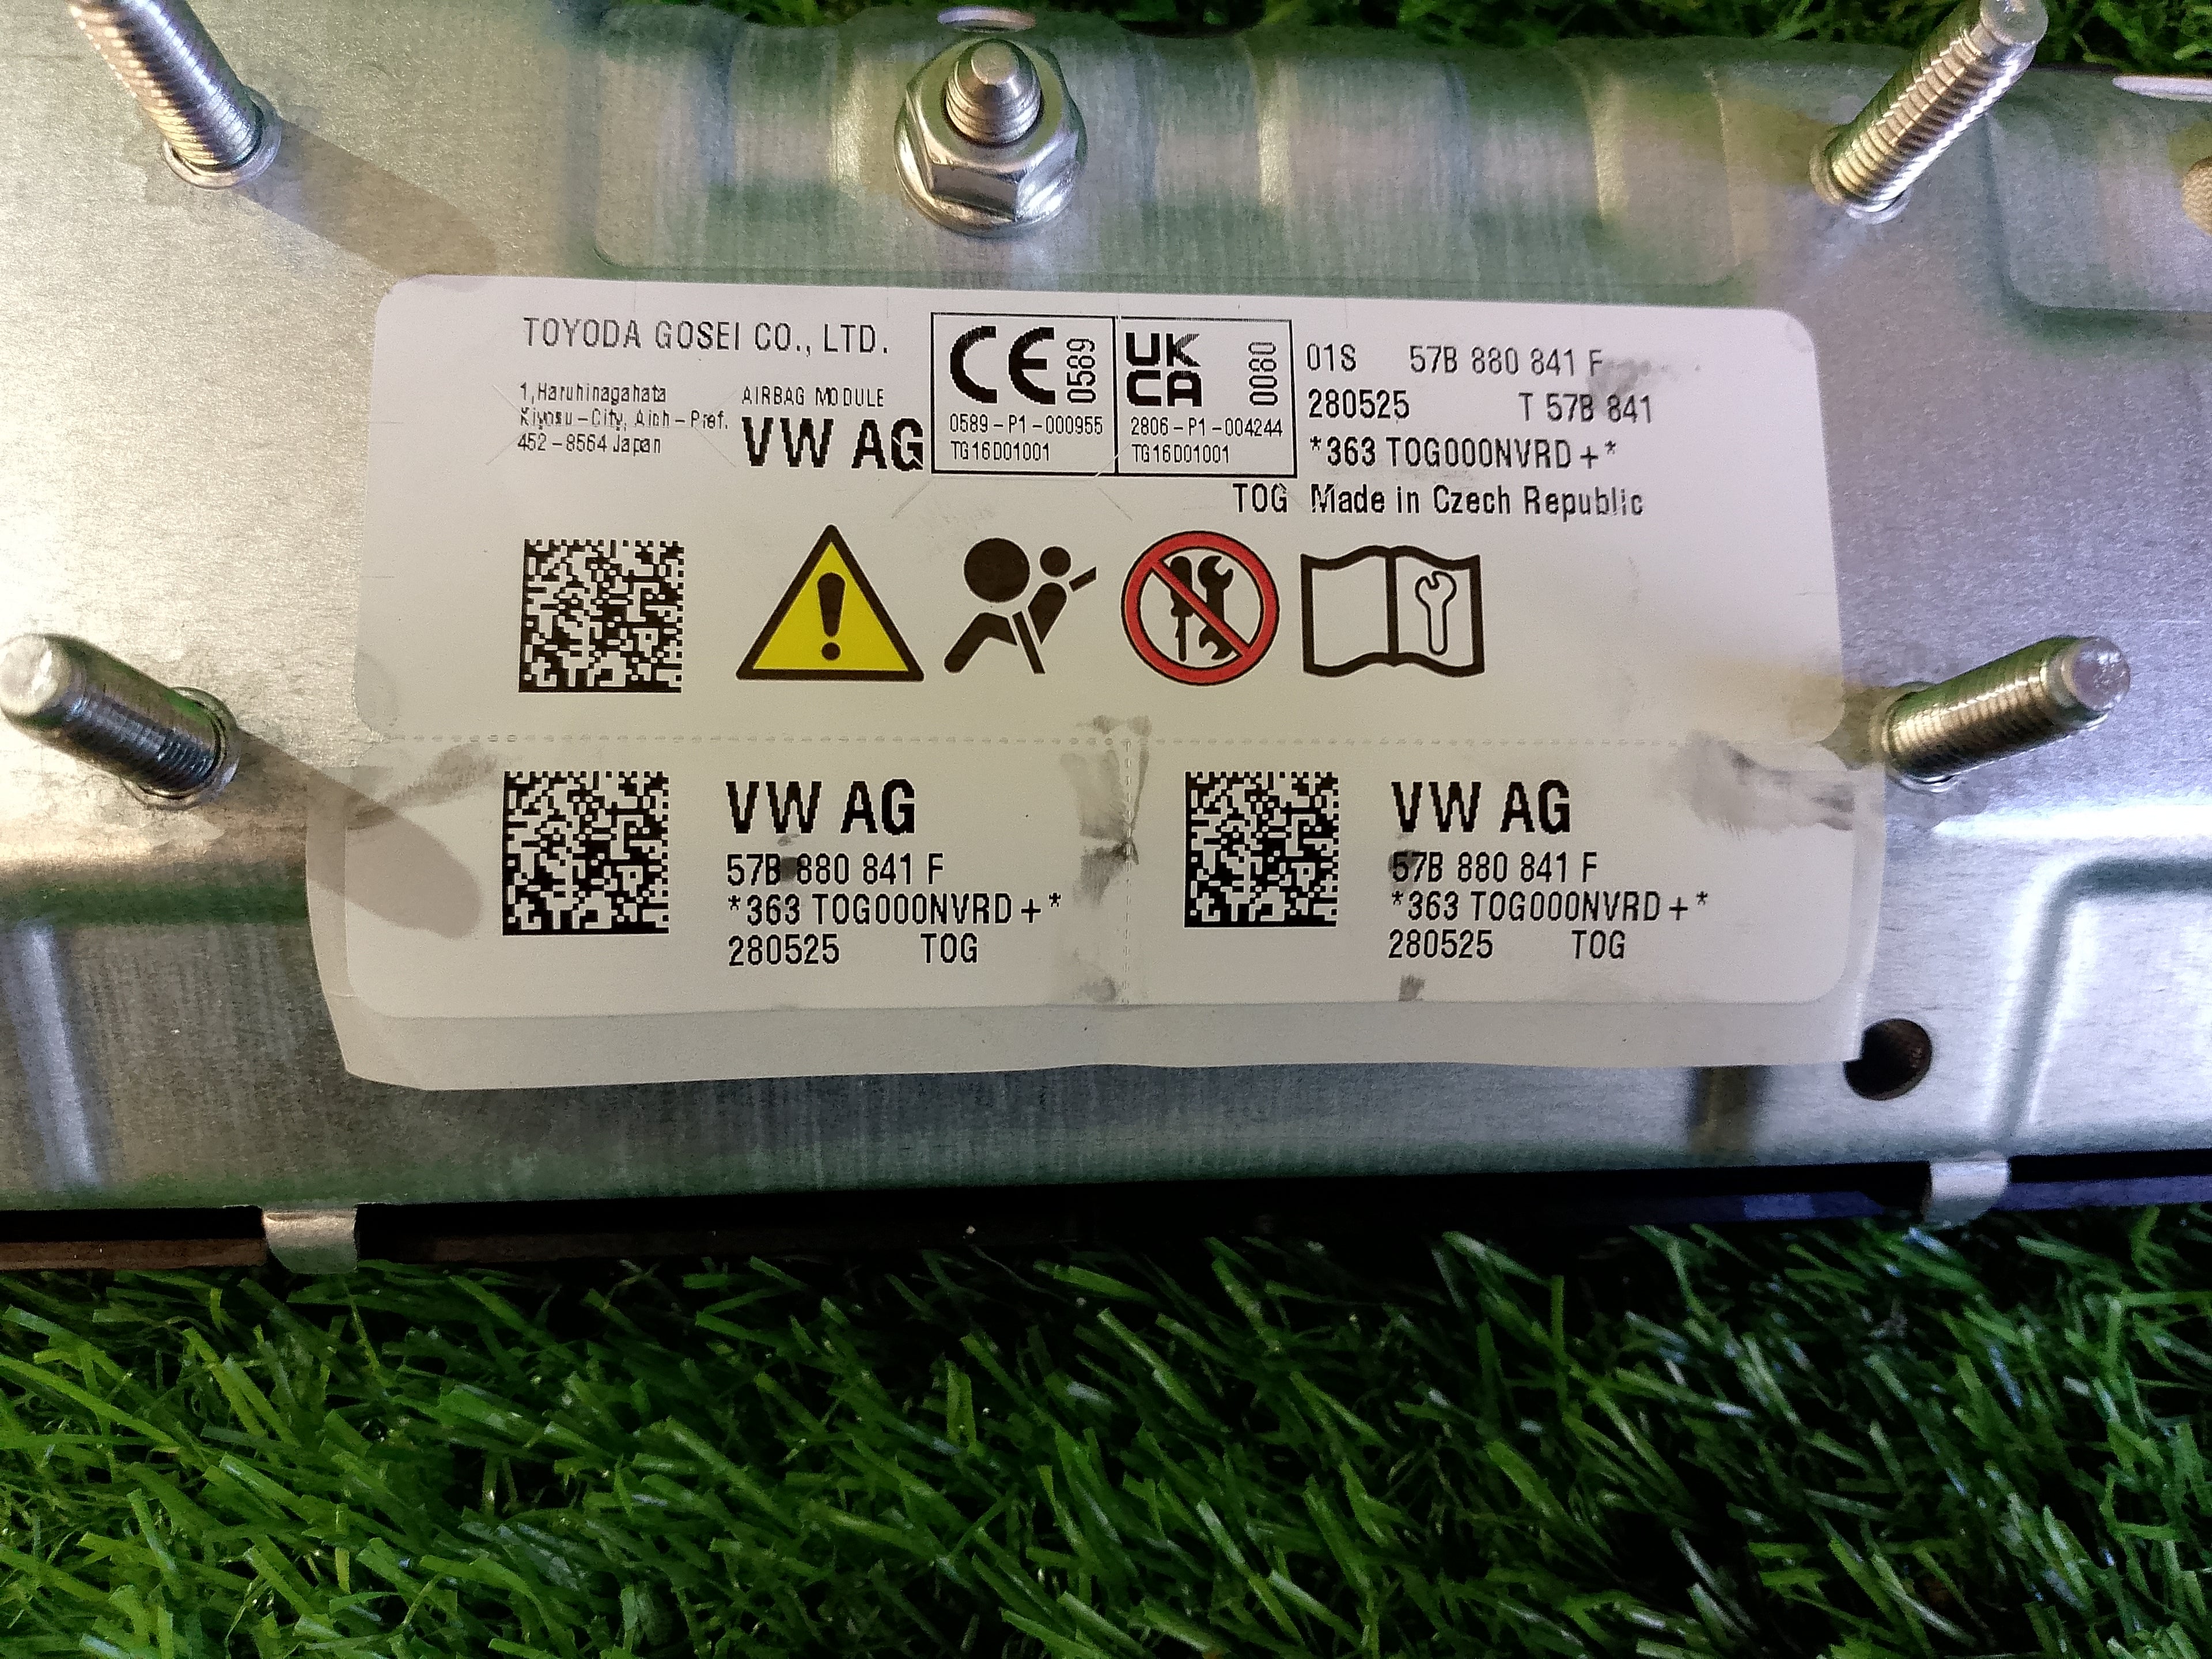 TOYODA GOSEI CO., LTD.
1,Haruhinagahata
Kiyosu-City, Aich-Pref.
452-8564 Japan
AIRBAG MODULE
VW AG
CE 0589
0589-P1-000955
TG16D01001
UK
CA 0080
2806-P1-004244
TG16D01001
01S 57B 880 841 F
280525 T 57B 841
*363 TOG000NVRD+*
TOG Made in Czech Republic
VW AG
57B 880 841 F
*363 TOG000NVRD+*
280525 TOG
VW AG
57B 880 841 F
*363 TOG000NVRD+*
280525 TOG